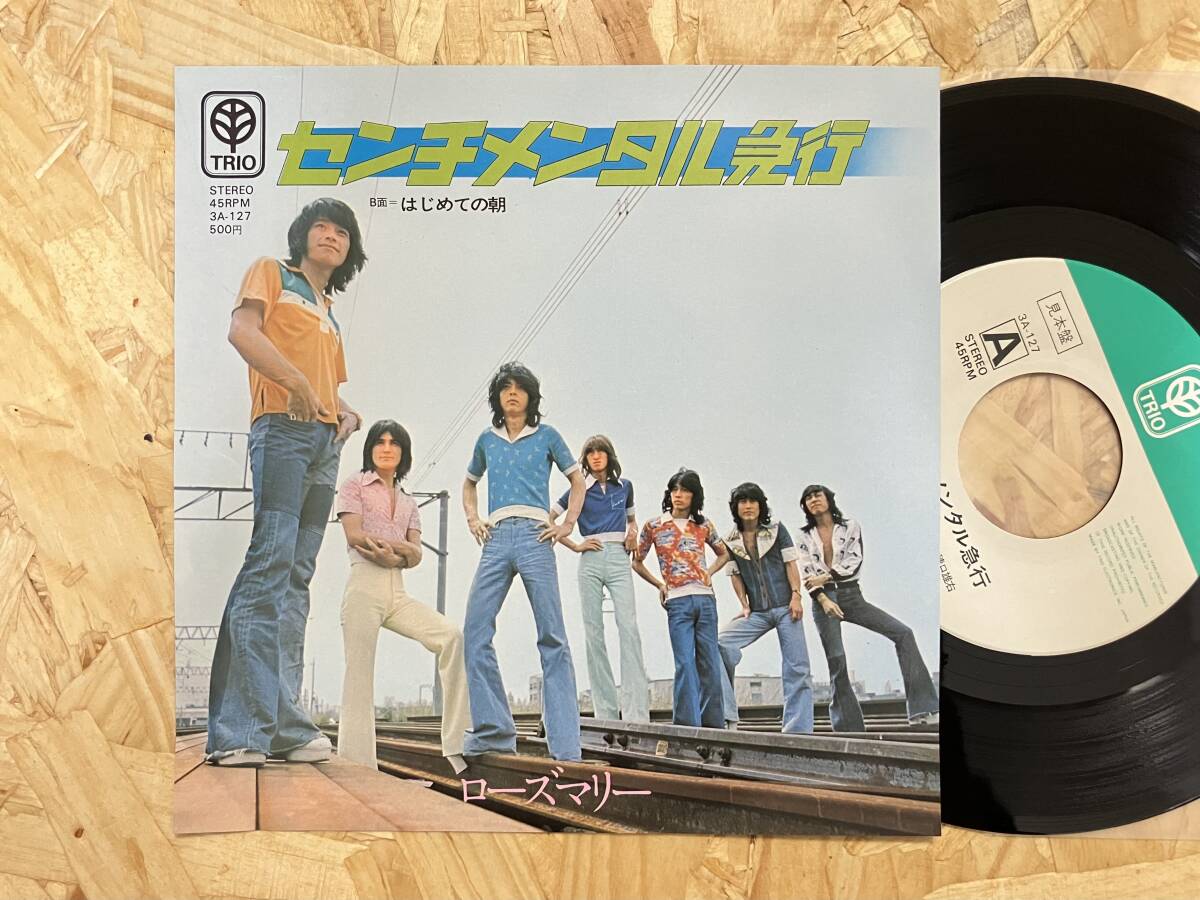 TRIO
STEREO
45RPM
3A-127
500円
センチメンタル急行
B面=はじめての朝
ローズマリー
見本盤
3A-127
A
STEREO
45RPM
TRIO
ンタル急行